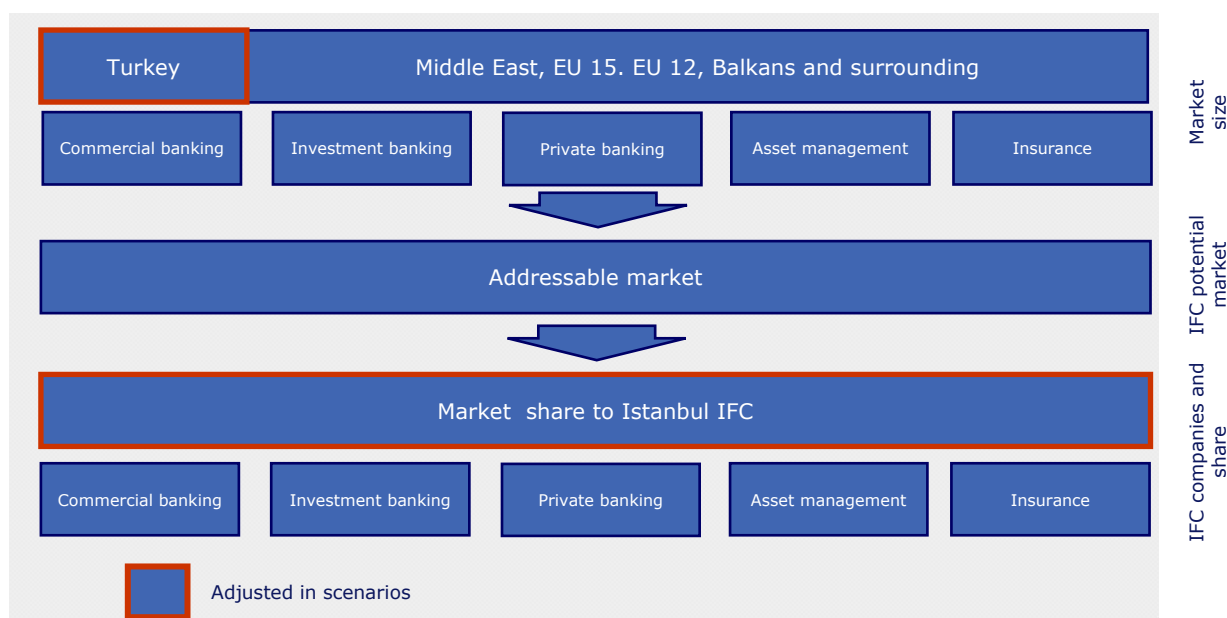 Turkey
Middle East, EU 15. EU 12, Balkans and surrounding
Market
size
Commercial banking
Investment banking
Private banking
Asset management
Insurance
Addressable market
IFC potential
market
Market share to Istanbul IFC
IFC companies and
share
Commercial banking
Investment banking
Private banking
Asset management
Insurance
Adjusted in scenarios